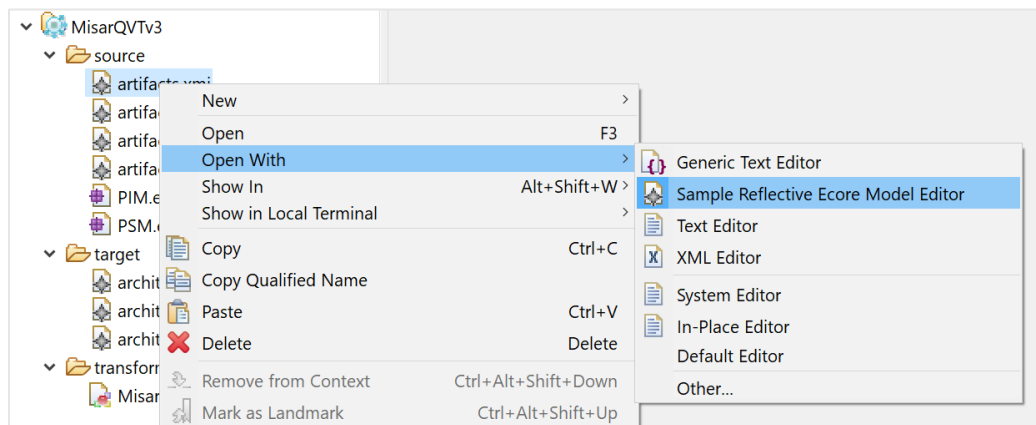 MisarQVTv3
source
artifacts.xmi
artifa
artifa
artifa
PIM.e
PSM.
target
archit
archit
archit
transfor
Misar
New
Open F3
Open With
Show In Alt+Shift+W
Show in Local Terminal
Copy Ctrl+C
Copy Qualified Name
Paste Ctrl+V
Delete Delete
Remove from Context Ctrl+Alt+Shift+Down
Mark as Landmark Ctrl+Alt+Shift+Up
Generic Text Editor
Sample Reflective Ecore Model Editor
Text Editor
XML Editor
System Editor
In-Place Editor
Default Editor
Other...